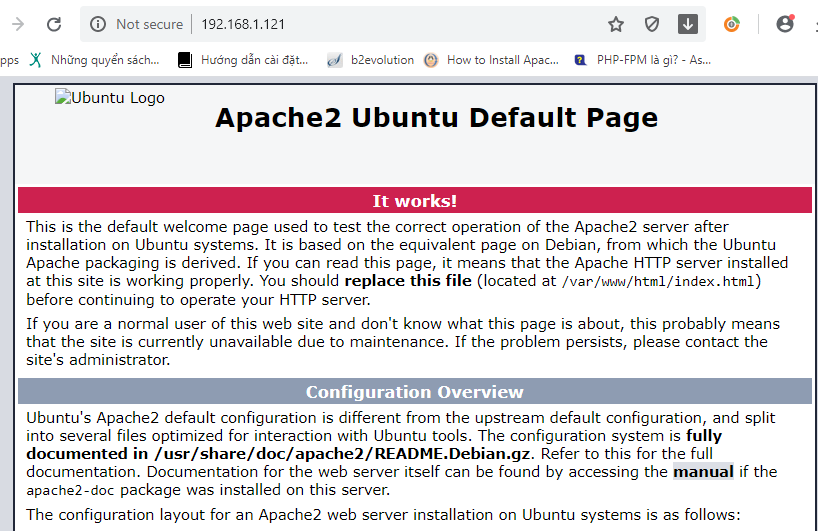 Not secure 192.168.1.121
pps Những quyển sách... Hướng dẫn cài đặt... b2evolution How to Install Apac... PHP-FPM là gì? - As...
Ubuntu Logo
Apache2 Ubuntu Default Page
It works!
This is the default welcome page used to test the correct operation of the Apache2 server after
installation on Ubuntu systems. It is based on the equivalent page on Debian, from which the Ubuntu
Apache packaging is derived. If you can read this page, it means that the Apache HTTP server installed
at this site is working properly. You should replace this file (located at /var/www/html/index.html)
before continuing to operate your HTTP server.
If you are a normal user of this web site and don't know what this page is about, this probably means
that the site is currently unavailable due to maintenance. If the problem persists, please contact the
site's administrator.
Configuration Overview
Ubuntu's Apache2 default configuration is different from the upstream default configuration, and split
into several files optimized for interaction with Ubuntu tools. The configuration system is fully
documented in /usr/share/doc/apache2/README.Debian.gz. Refer to this for the full
documentation. Documentation for the web server itself can be found by accessing the manual if the
apache2-doc package was installed on this server.
The configuration layout for an Apache2 web server installation on Ubuntu systems is as follows: